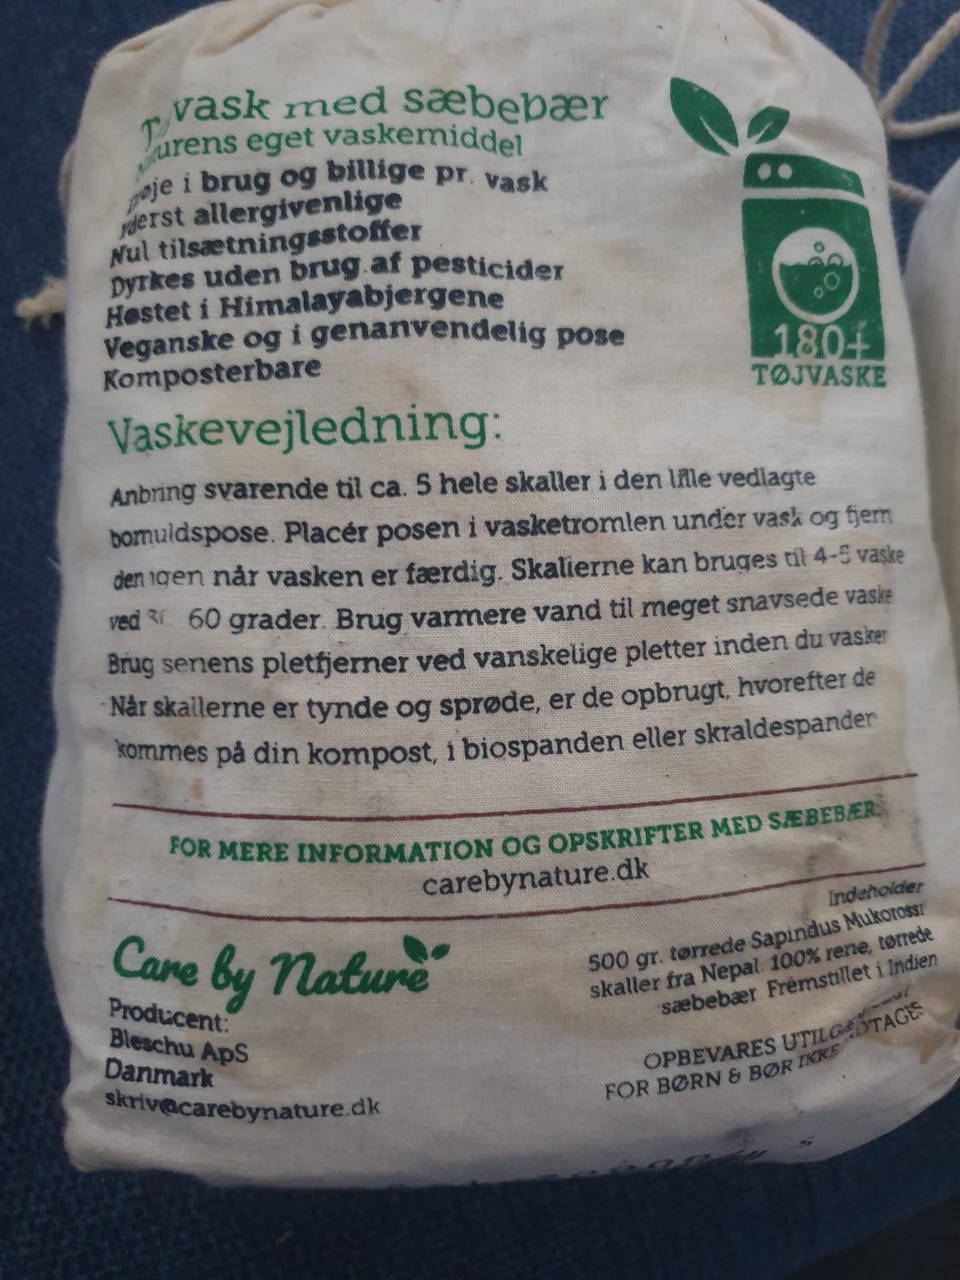 vask med sæbebær
urens eget vaskemiddel
i brug og billige pr. vask
allergivenlige
Nul tilsætningsstoffer
Dyrkes uden brug af pesticider
Høstet i Himalayabjergene
Veganske og i genanvendelig pose
Komposterbare
180+
TØJVASKE
Vaskevejledning:
Anbring svarende til ca. 5 hele skaller i den lille vedlagte
bomuldspose. Placér posen i vasketromlen under vask og fjern
den igen når vasken er færdig. Skallerne kan bruges til 4-5 vaske
ved 60 grader. Brug varmere vand til meget snavsede vaske
Brug senens pletfjerner ved vanskelige pletter inden du vasker
Når skallerne er tynde og sprøde, er de opbrugt, hvorefter de
kommes på din kompost, i biospanden eller skraldespanden
FOR MERE INFORMATION OG OPSKRIFTER MED SÆBEBÆR:
carebynature.dk
Care by Nature
Producent:
Bleschu ApS
Danmark
skriv@carebynature.dk
Indeholder
500 gr. tørrede Sapindus Mukorossi
skaller fra Nepal. 100% rene, tørrede
sæbebær. Fremstillet i Indien
OPBEVARES
FOR BØRN & BØR IKKE